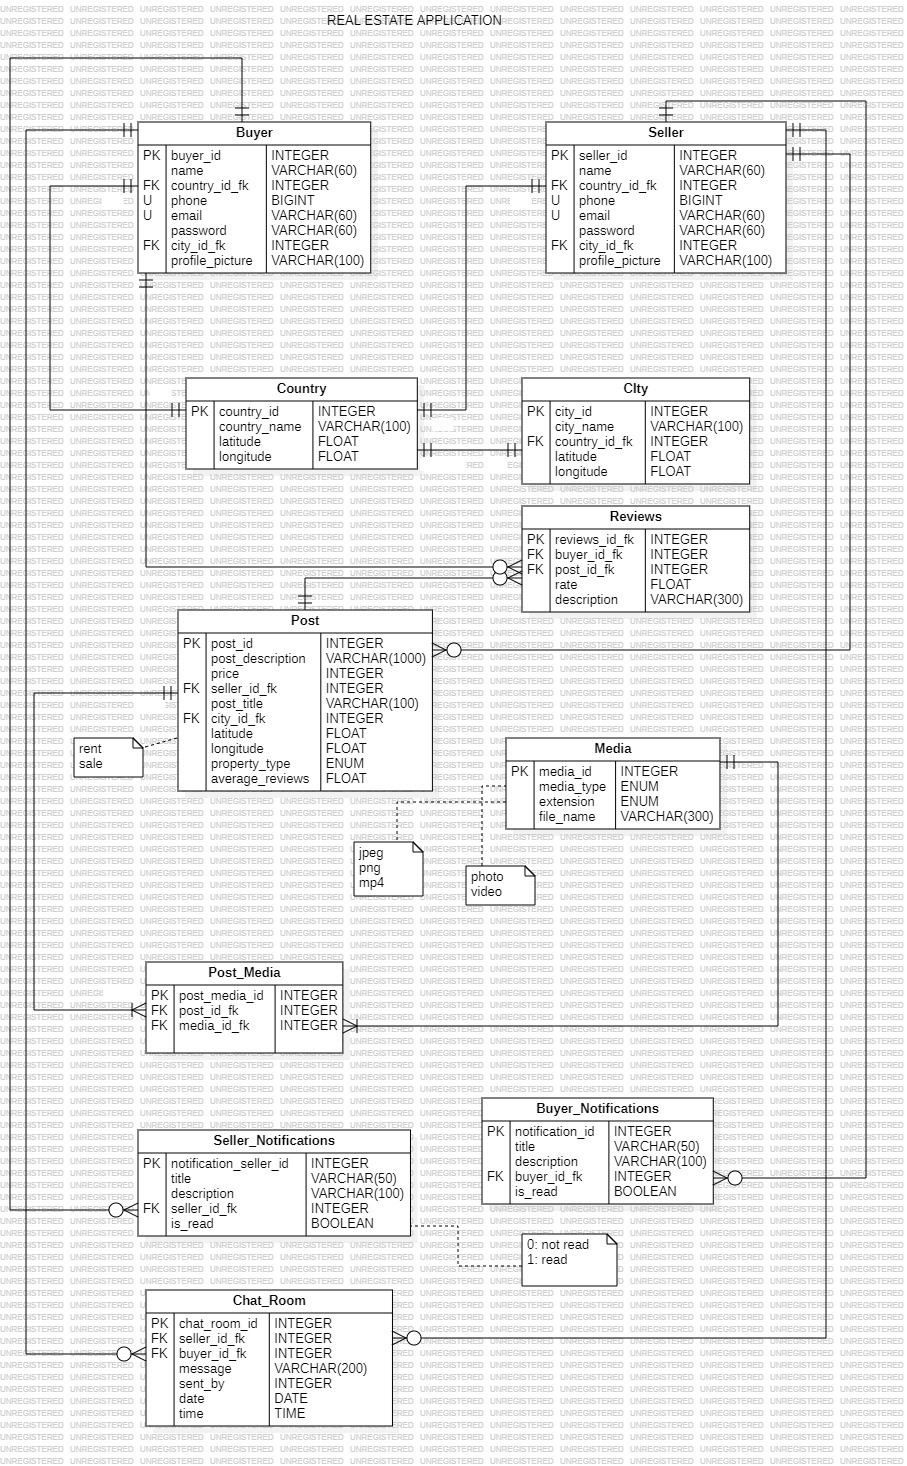 REAL ESTATE APPLICATION
Buyer
PK buyer_id INTEGER
name VARCHAR(60)
FK country_id_fk INTEGER
U phone BIGINT
U email VARCHAR(60)
password VARCHAR(60)
FK city_id_fk INTEGER
profile_picture VARCHAR(100)
Seller
PK seller_id INTEGER
name VARCHAR(60)
FK country_id_fk INTEGER
U phone BIGINT
U email VARCHAR(60)
password VARCHAR(60)
FK city_id_fk INTEGER
profile_picture VARCHAR(100)
Country
PK country_id INTEGER
country_name VARCHAR(100)
latitude FLOAT
longitude FLOAT
CIty
PK city_id INTEGER
city_name VARCHAR(100)
FK country_id_fk INTEGER
latitude FLOAT
longitude FLOAT
Reviews
PK reviews_id_fk INTEGER
FK buyer_id_fk INTEGER
FK post_id_fk INTEGER
rate FLOAT
description VARCHAR(300)
Post
PK post_id INTEGER
post_description VARCHAR(1000)
price INTEGER
FK seller_id_fk INTEGER
post_title VARCHAR(100)
FK city_id_fk INTEGER
latitude FLOAT
longitude FLOAT
property_type ENUM
average_reviews FLOAT
rent
sale
Media
PK media_id INTEGER
media_type ENUM
extension ENUM
file_name VARCHAR(300)
jpeg
png
mp4
photo
video
Post_Media
PK post_media_id INTEGER
FK post_id_fk INTEGER
FK media_id_fk INTEGER
Buyer_Notifications
PK notification_id INTEGER
title VARCHAR(50)
description VARCHAR(100)
FK buyer_id_fk INTEGER
is_read BOOLEAN
Seller_Notifications
PK notification_seller_id INTEGER
title VARCHAR(50)
description VARCHAR(100)
FK seller_id_fk INTEGER
is_read BOOLEAN
0: not read
1: read
Chat_Room
PK chat_room_id INTEGER
FK seller_id_fk INTEGER
FK buyer_id_fk INTEGER
message VARCHAR(200)
sent_by INTEGER
date DATE
time TIME
UNREGISTERED